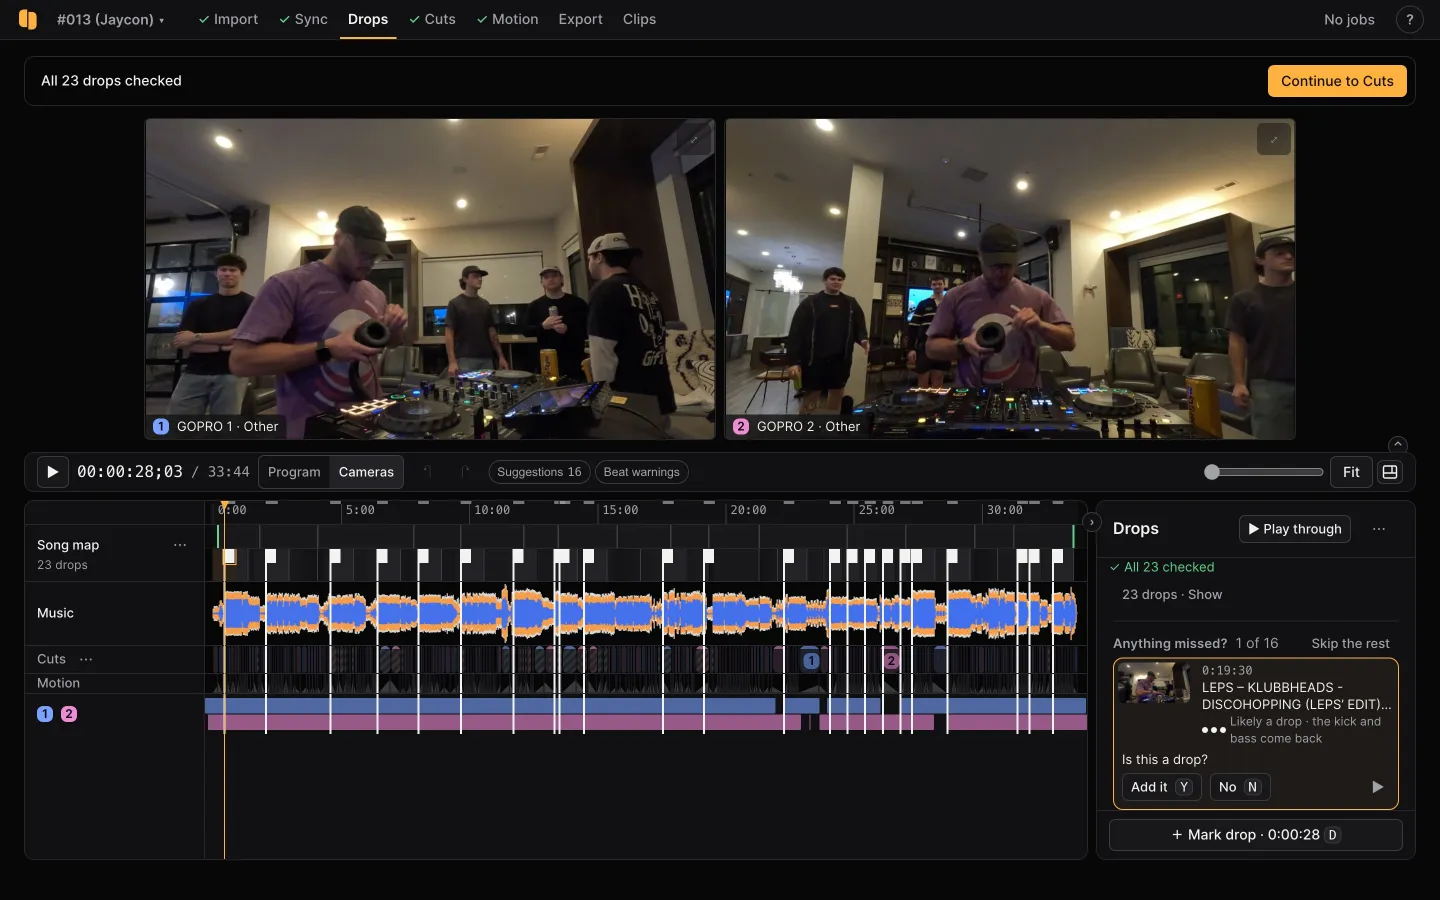 #013 (Jaycon)
Import
Sync
Drops
Cuts
Motion
Export
Clips
No jobs
?
All 23 drops checked
Continue to Cuts
1 GOPRO 1 · Other
2 GOPRO 2 · Other
00:00:28;03 / 33:44
Program
Cameras
Suggestions 16
Beat warnings
Fit
0:00
5:00
10:00
15:00
20:00
25:00
30:00
Song map
23 drops
Music
Cuts
1
2
Motion
1 2
Drops
Play through
All 23 checked
23 drops · Show
Anything missed? 1 of 16
Skip the rest
0:19:30
LEPS – KLUBBHEADS -
DISCOHOPPING (LEPS' EDIT)...
Likely a drop · the kick and
bass come back
Is this a drop?
Add it Y
No N
+ Mark drop · 0:00:28 D